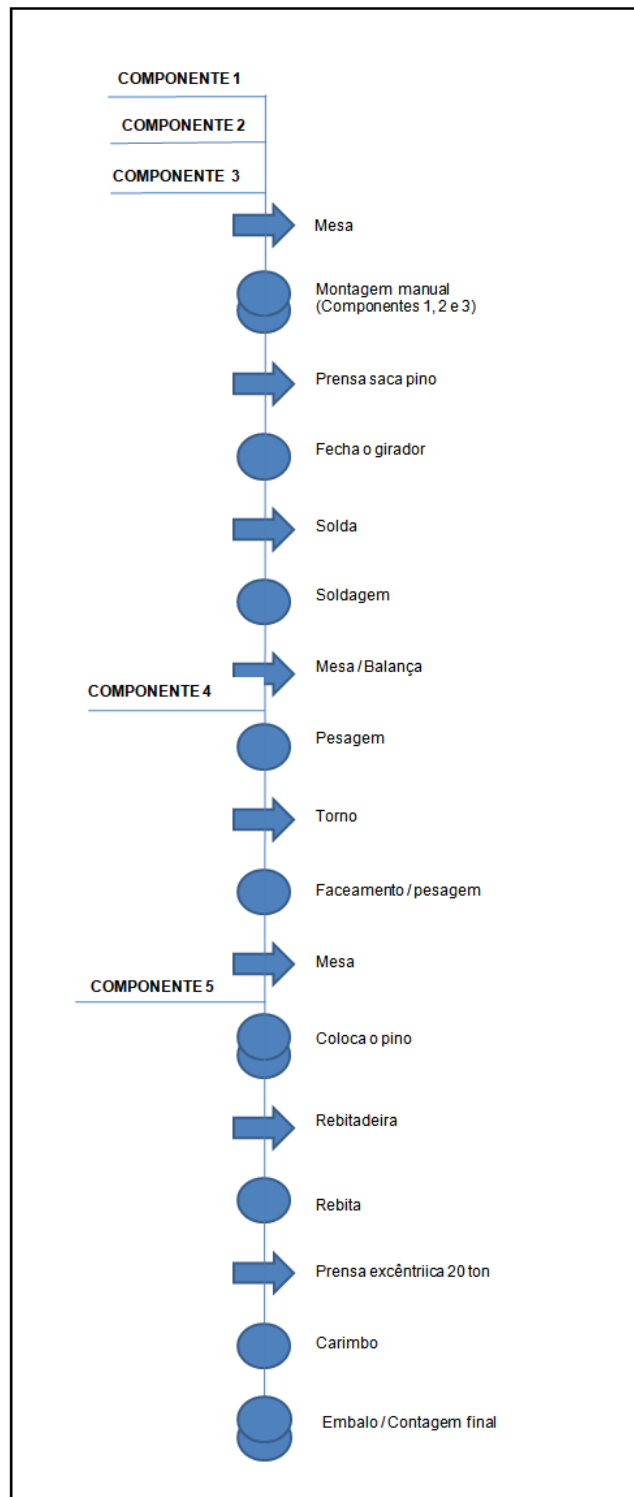 COMPONENTE 1
COMPONENTE 2
COMPONENTE 3
Mesa
Montagem manual
(Componentes 1, 2 e 3)
Prensa saca pino
Fecha o girador
Solda
Soldagem
Mesa / Balança
COMPONENTE 4
Pesagem
Torno
Faceamento / pesagem
Mesa
COMPONENTE 5
Coloca o pino
Rebitadeira
Rebita
Prensa excêntriica 20 ton
Carimbo
Embalo / Contagem final